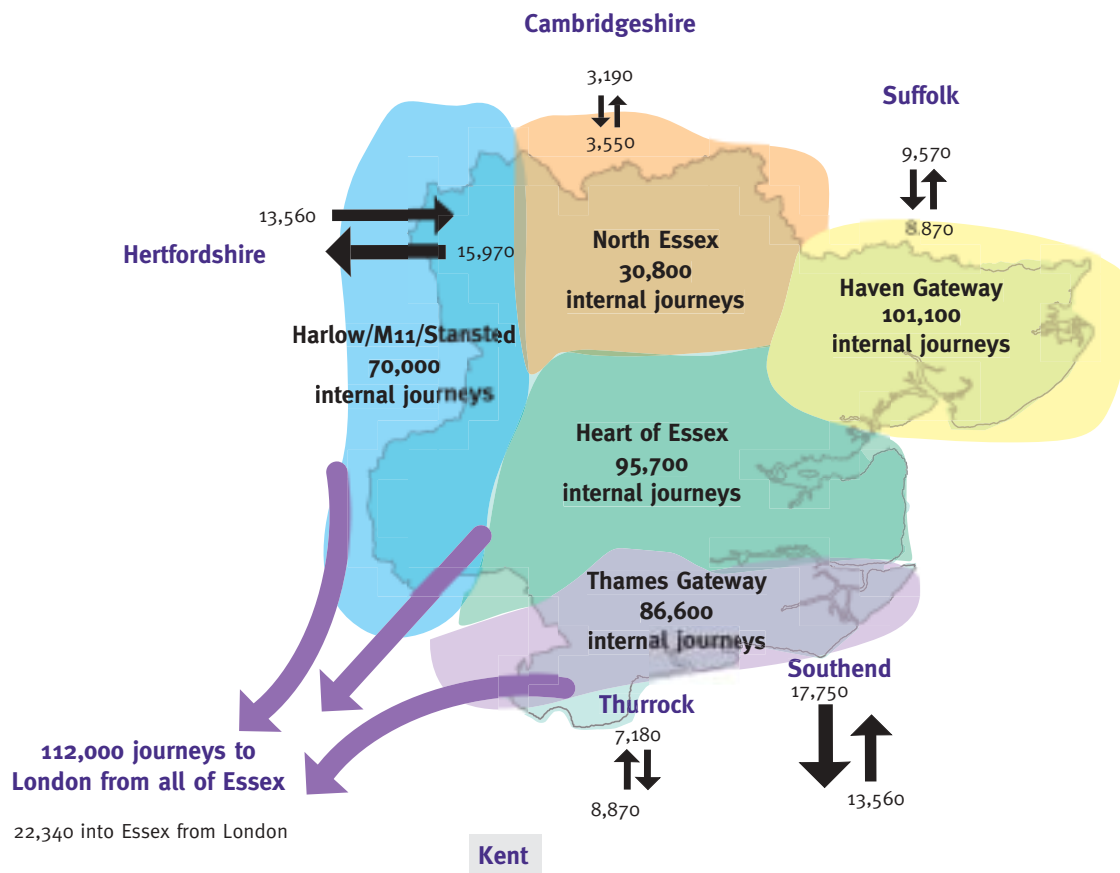 Cambridgeshire
3,190
3,550
Suffolk
9,570
8,870
13,560
15,970
Hertfordshire
North Essex
30,800
internal journeys
Haven Gateway
101,100
internal journeys
Harlow/M11/Stansted
70,000
internal journeys
Heart of Essex
95,700
internal journeys
Thames Gateway
86,600
internal journeys
Southend
17,750
13,560
Thurrock
7,180
8,870
112,000 journeys to
London from all of Essex
22,340 into Essex from London
Kent